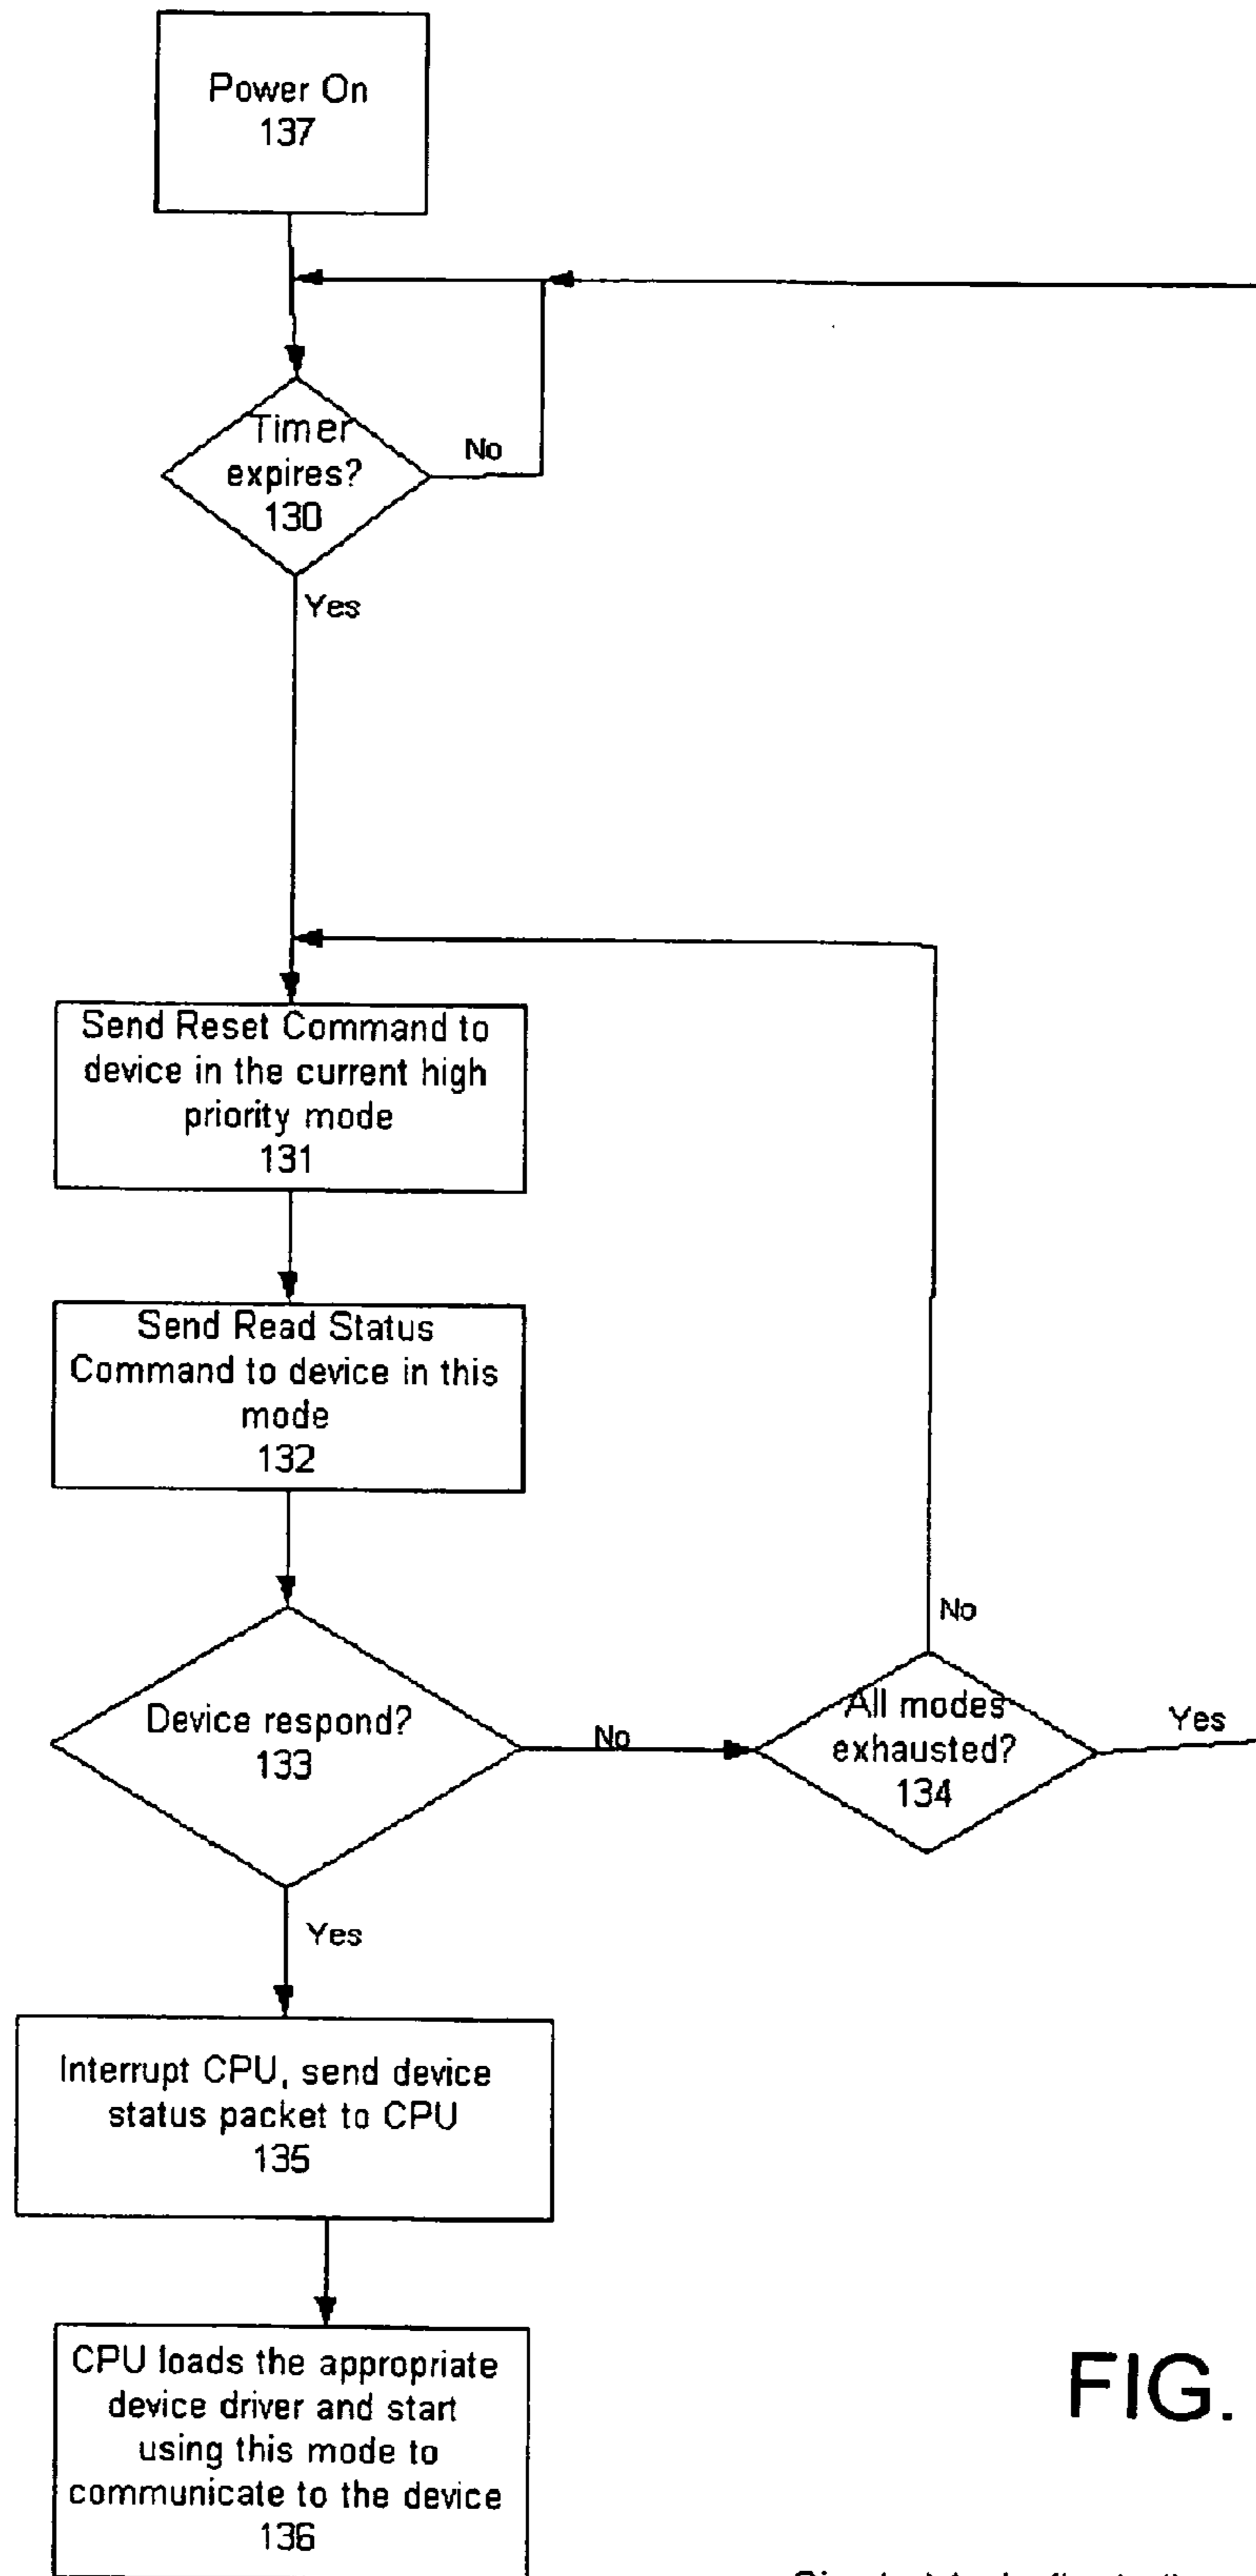 Power On
137
Timer
expires?
130
No
Yes
Send Reset Command to
device in the current high
priority mode
131
Send Read Status
Command to device in this
mode
132
Device respond?
133
No
All modes
exhausted?
134
No
Yes
Yes
Interrupt CPU, send device
status packet to CPU
135
CPU loads the appropriate
device driver and start
using this mode to
communicate to the device
136
FIG.